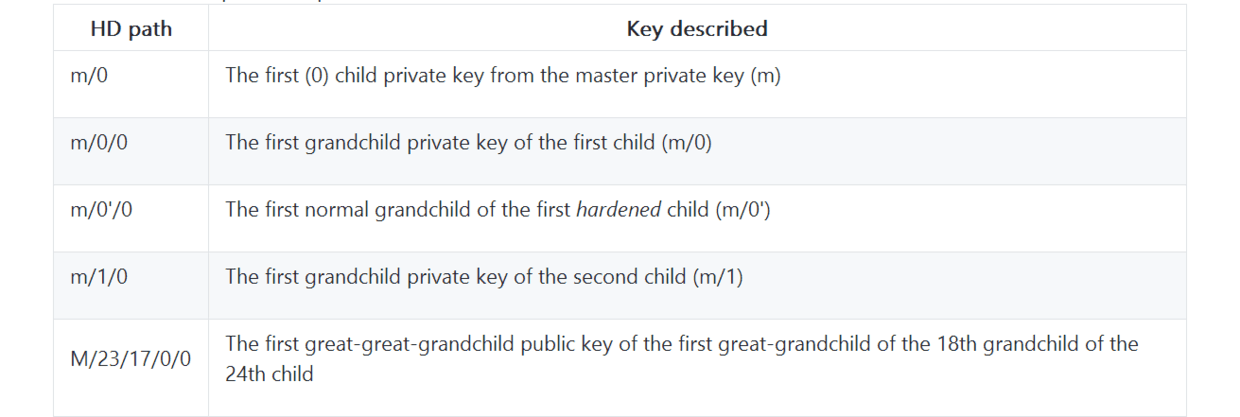 HD path Key described
m/0 The first (0) child private key from the master private key (m)
m/0/0 The first grandchild private key of the first child (m/0)
m/0'/0 The first normal grandchild of the first hardened child (m/0')
m/1/0 The first grandchild private key of the second child (m/1)
M/23/17/0/0 The first great-great-grandchild public key of the first great-grandchild of the 18th grandchild of the
24th child